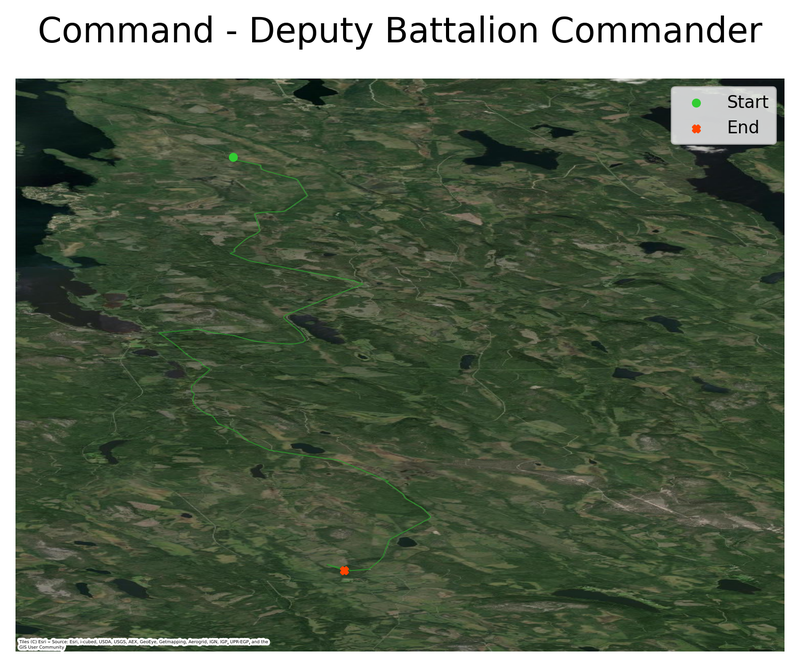 Command - Deputy Battalion Commander
Start
End
Tiles (C) Esri -- Source: Esri, i-cubed, USDA, USGS, AEX, GeoEye, Getmapping, Aerogrid, IGN, IGP, UPR-EGP, and the
GIS User Community